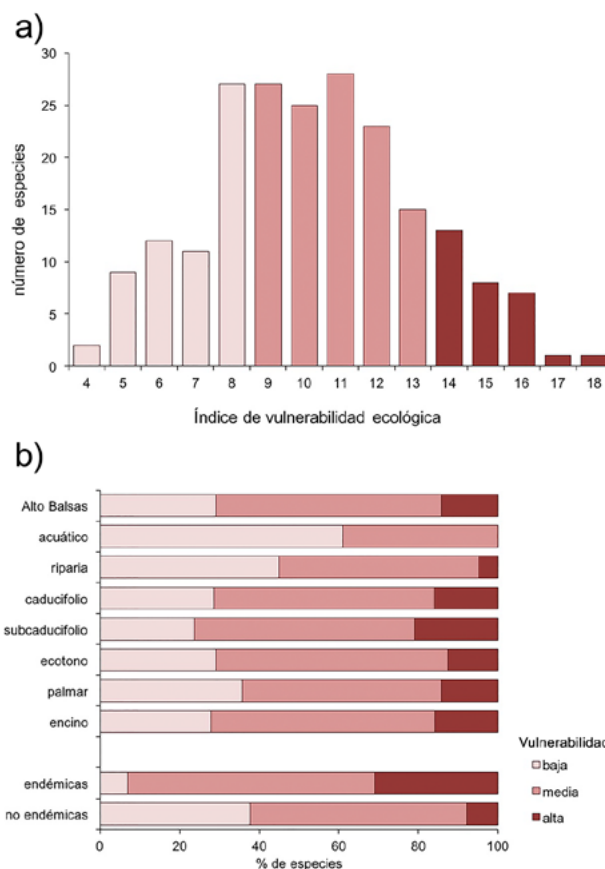 a)
30
25
20
15
10
5
0
número de especies
4 5 6 7 8 9 10 11 12 13 14 15 16 17 18
Índice de vulnerabilidad ecológica
b)
Alto Balsas
acuático
riparia
caducifolio
subcaducifolio
ecotono
palmar
encino
endémicas
no endémicas
0 20 40 60 80 100
% de especies
Vulnerabilidad
baja
media
alta